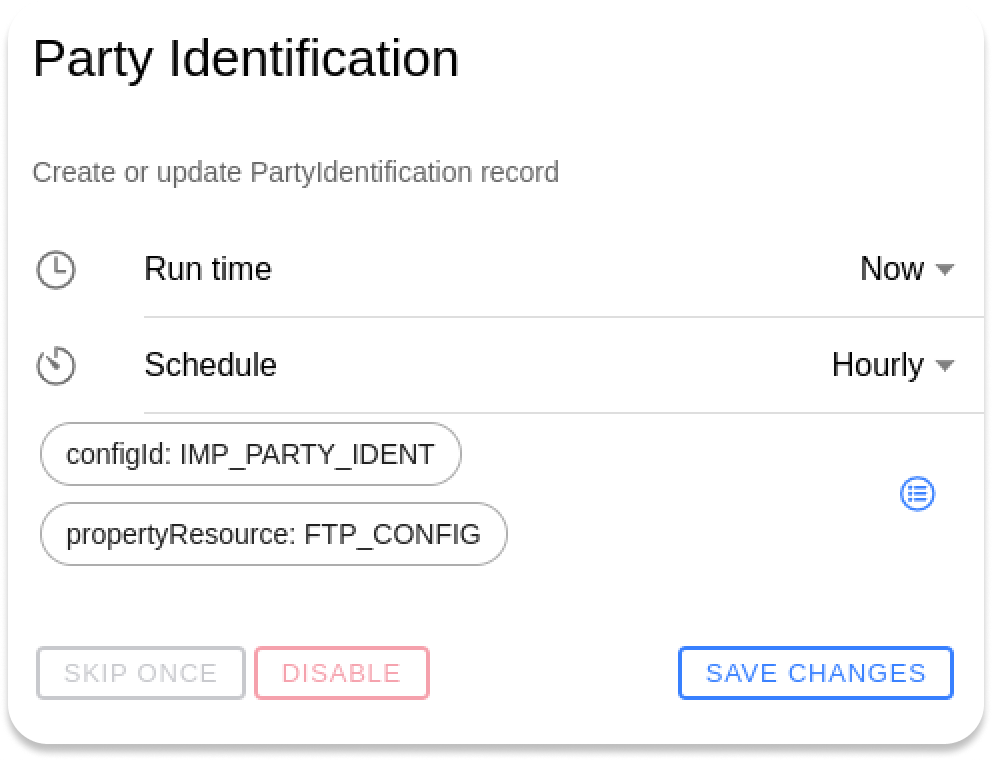 Party Identification
Create or update PartyIdentification record
Run time Now
Schedule Hourly
configId: IMP_PARTY_IDENT
propertyResource: FTP_CONFIG
SKIP ONCE DISABLE SAVE CHANGES